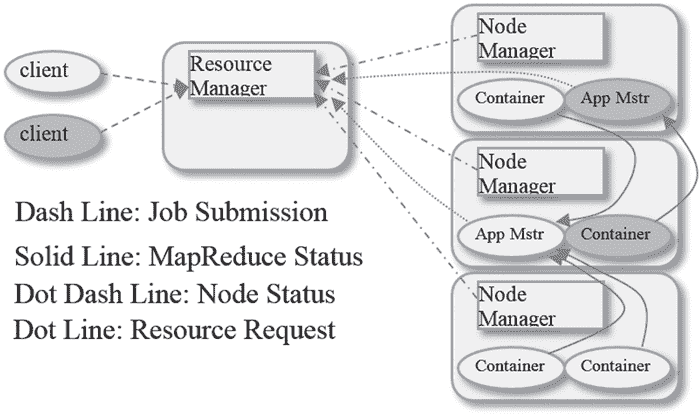 client
client
Resource
Manager
Node
Manager
Container
App Mstr
Node
Manager
App Mstr
Container
Node
Manager
Container
Container
Dash Line: Job Submission
Solid Line: MapReduce Status
Dot Dash Line: Node Status
Dot Line: Resource Request